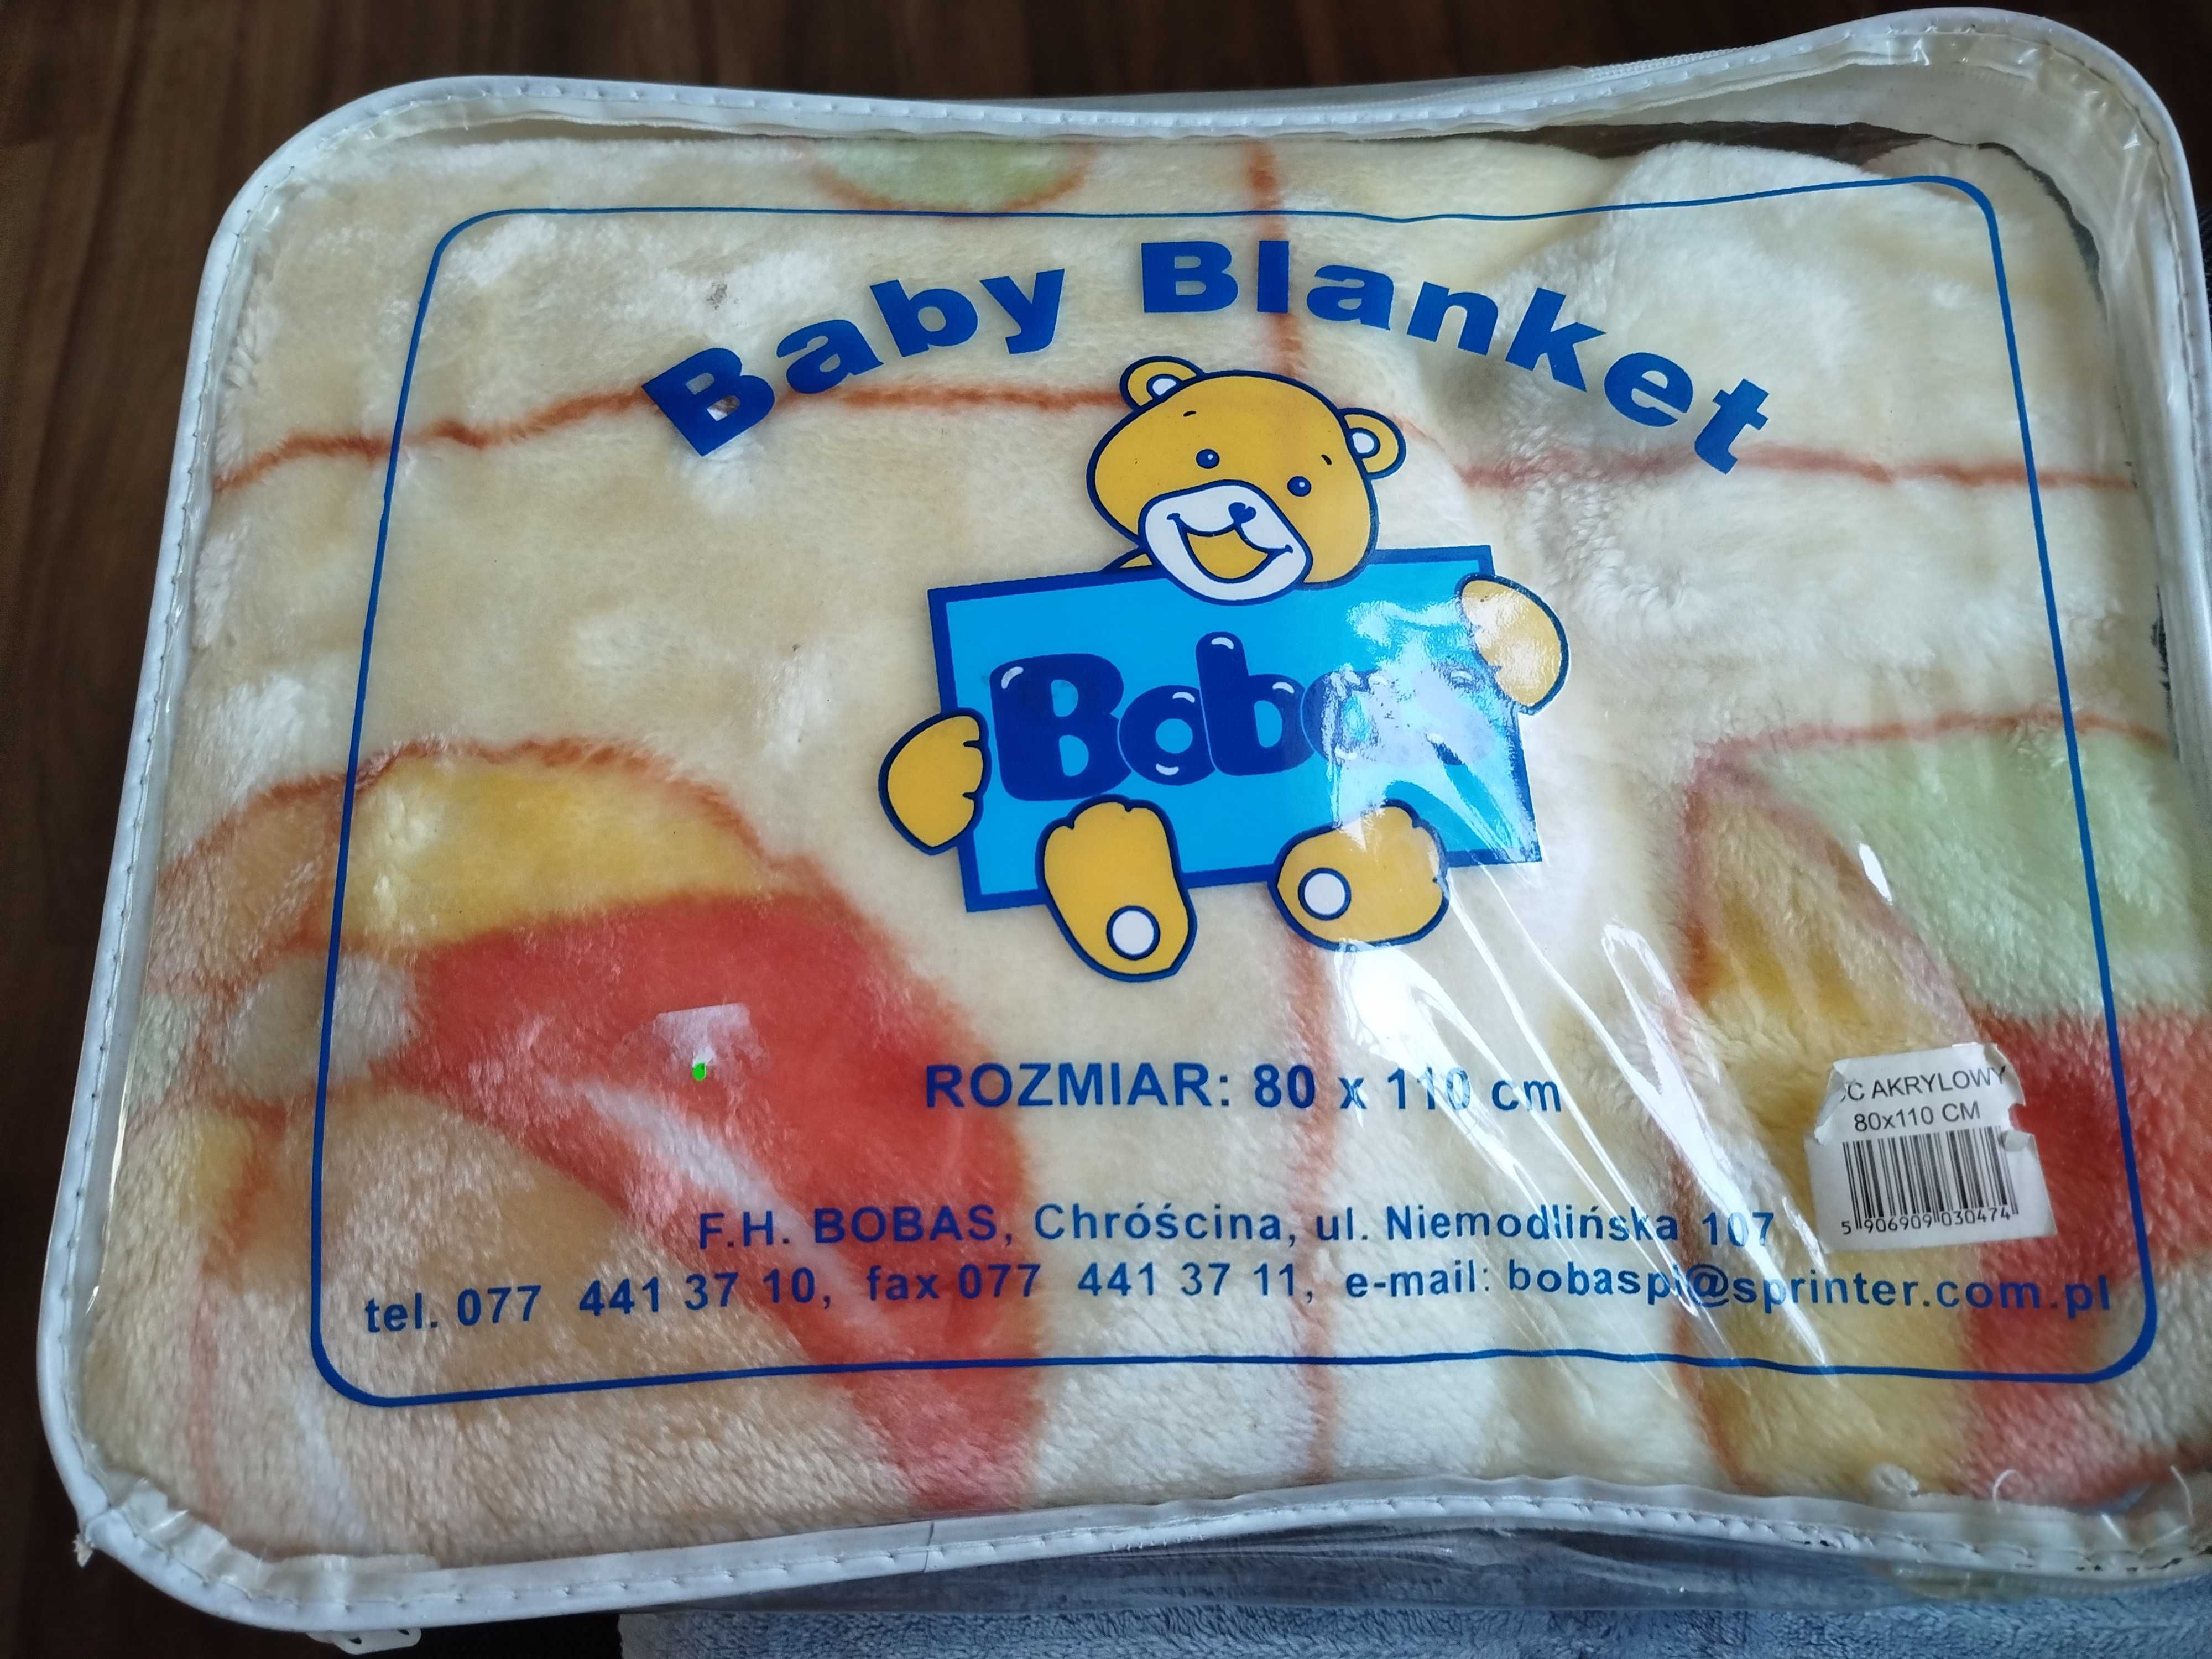 Baby Blanket
Bobas
ROZMIAR: 80 x 110 cm
AKRYLOWY
80x110 CM
5 906909 030474
F.H. BOBAS, Chróścina, ul. Niemodlińska 107
tel. 077 441 37 10, fax 077 441 37 11, e-mail: bobaspl@sprinter.com.pl